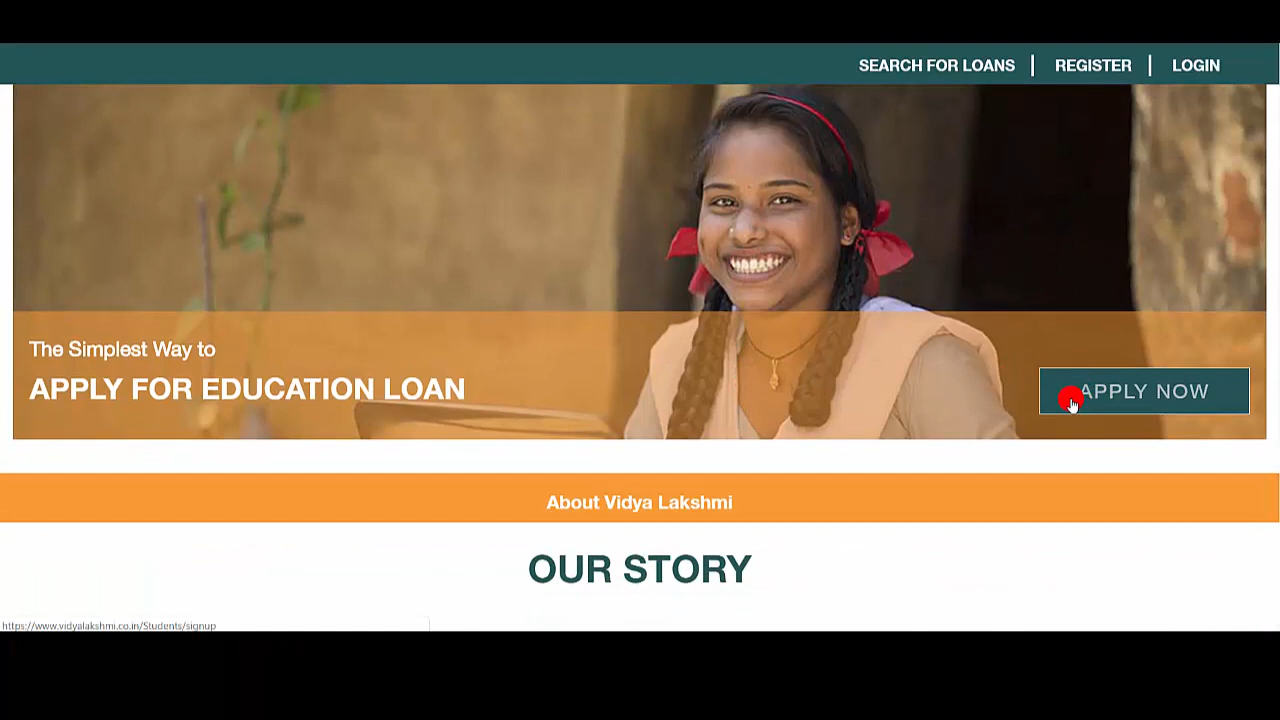 SEARCH FOR LOANS | REGISTER | LOGIN
The Simplest Way to
APPLY FOR EDUCATION LOAN
APPLY NOW
About Vidya Lakshmi
OUR STORY
https://www.vidyalakshmi.co.in/Students/signup